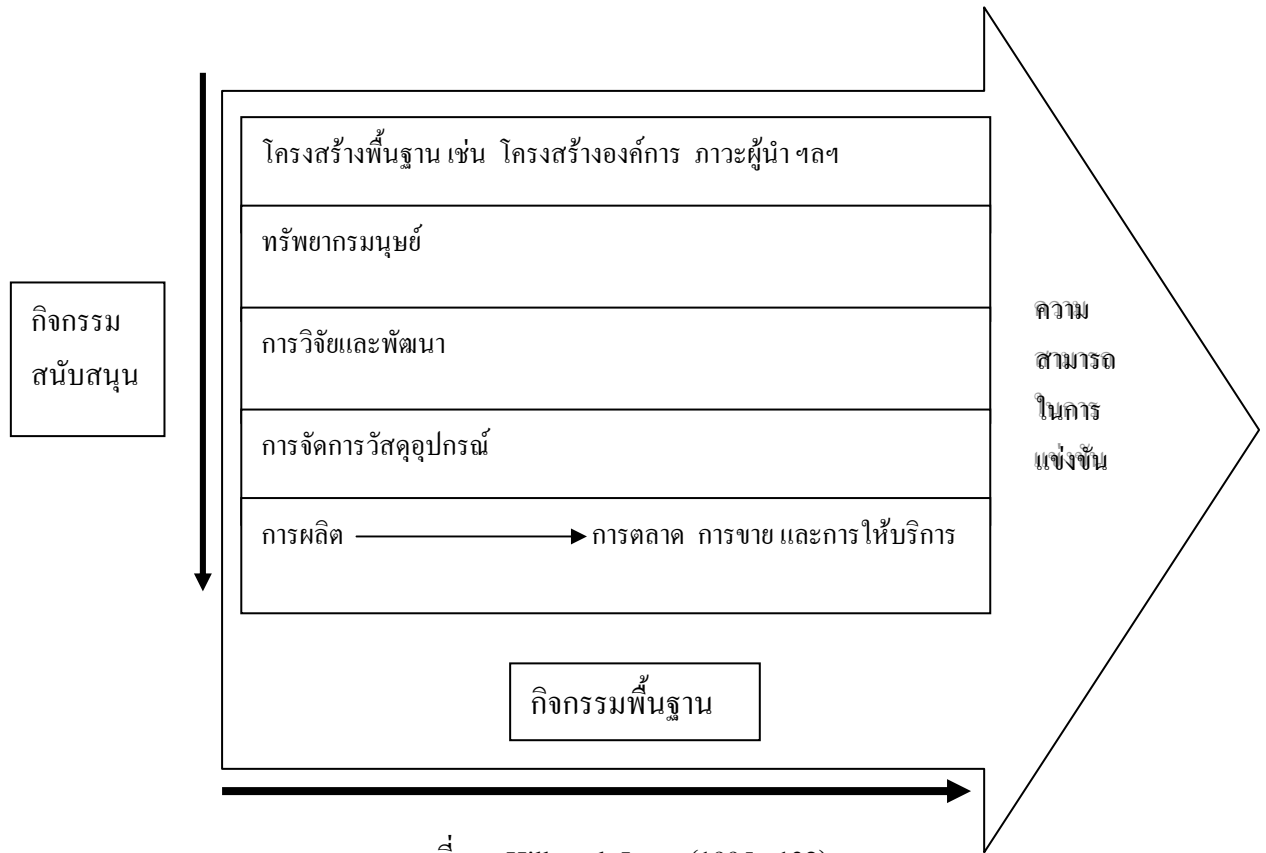 โครงสร้างพื้นฐาน เช่น โครงสร้างองค์การ ภาวะผู้นำ ฯลฯ
ทรัพยากรมนุษย์
การวิจัยและพัฒนา
การจัดการวัสดุอุปกรณ์
การผลิต การตลาด การขาย และการให้บริการ
กิจกรรม
สนับสนุน
ความ
สามารถ
ในการ
แข่งขัน
กิจกรรมพื้นฐาน